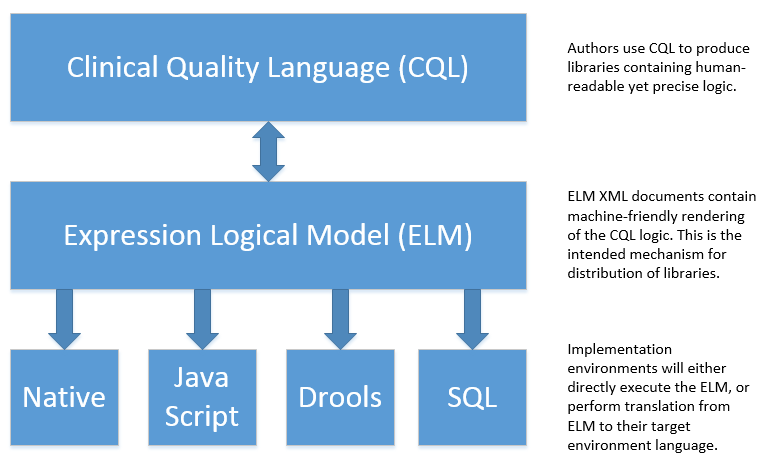 Clinical Quality Language (CQL)
Authors use CQL to produce
libraries containing human-
readable yet precise logic.
Expression Logical Model (ELM)
ELM XML documents contain
machine-friendly rendering
of the CQL logic. This is the
intended mechanism for
distribution of libraries.
Native
Java
Script
Drools
SQL
Implementation
environments will either
directly execute the ELM, or
perform translation from
ELM to their target
environment language.